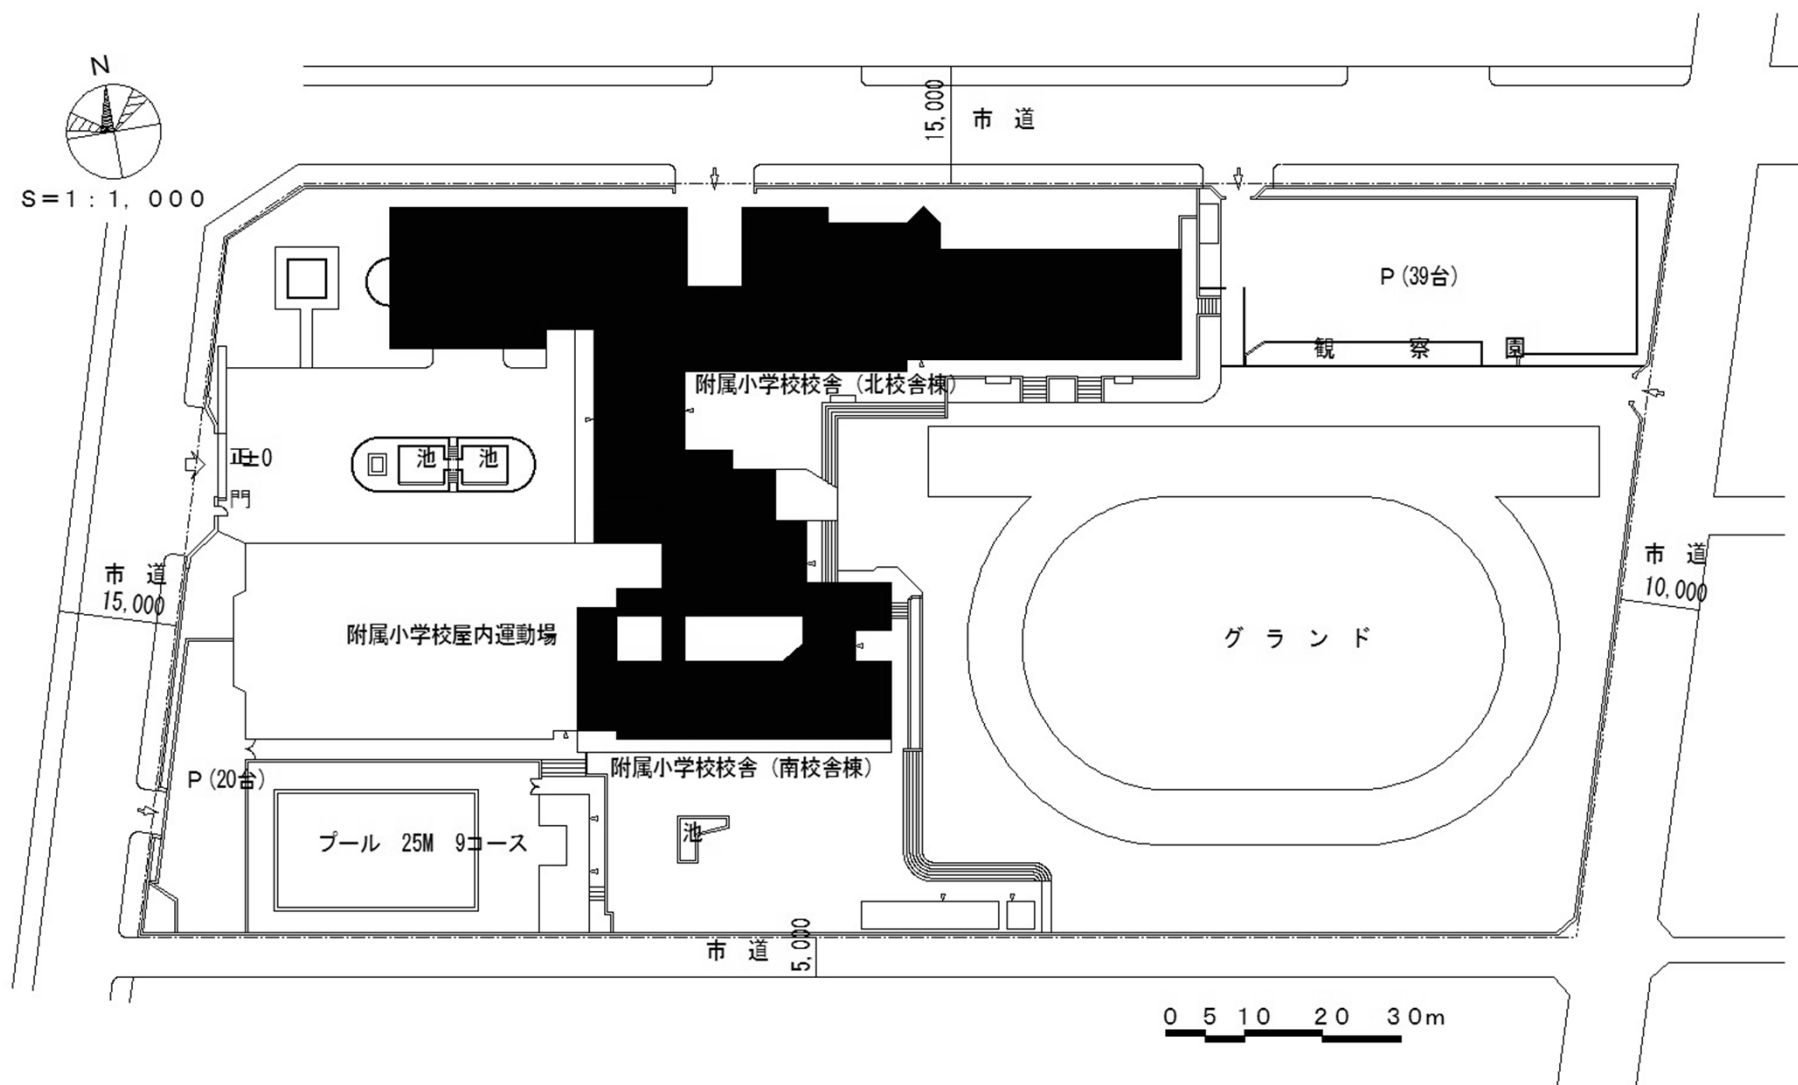 N
S=1:1,000
15,000
市 道
P(39台)
観 察 園
附属小学校校舎(北校舎棟)
正±0
門
池 池
市 道
15,000
市 道
10,000
附属小学校屋内運動場
グ ラ ン ド
附属小学校校舎(南校舎棟)
P(20台)
プール 25M 9コース
池
市 道
5,000
0 5 10 20 30m